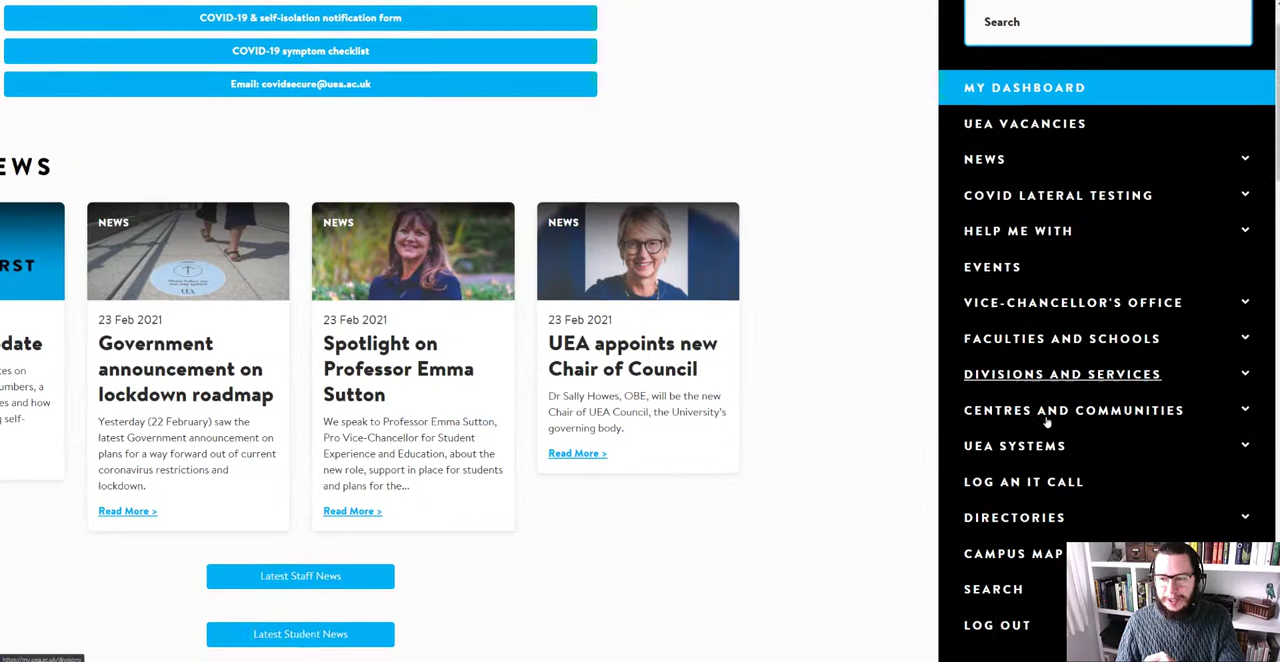 COVID-19 & self-isolation notification form
COVID-19 symptom checklist
Email: covidsecure@uea.ac.uk
EWS
RST
date
es on
umbers, a
es and how
g self-
NEWS
23 Feb 2021
Government
announcement on
lockdown roadmap
Yesterday (22 February) saw the
latest Government announcement on
plans for a way forward out of current
coronavirus restrictions and
lockdown.
Read More >
NEWS
23 Feb 2021
Spotlight on
Professor Emma
Sutton
We speak to Professor Emma Sutton,
Pro Vice-Chancellor for Student
Experience and Education, about the
new role, support in place for students
and plans for the...
Read More >
NEWS
23 Feb 2021
UEA appoints new
Chair of Council
Dr Sally Howes, OBE, will be the new
Chair of UEA Council, the University's
governing body.
Read More >
Latest Staff News
Latest Student News
Search
MY DASHBOARD
UEA VACANCIES
NEWS
COVID LATERAL TESTING
HELP ME WITH
EVENTS
VICE-CHANCELLOR'S OFFICE
FACULTIES AND SCHOOLS
DIVISIONS AND SERVICES
CENTRES AND COMMUNITIES
UEA SYSTEMS
LOG AN IT CALL
DIRECTORIES
CAMPUS MAP
SEARCH
LOG OUT
https://my.uea.ac.uk/divisions